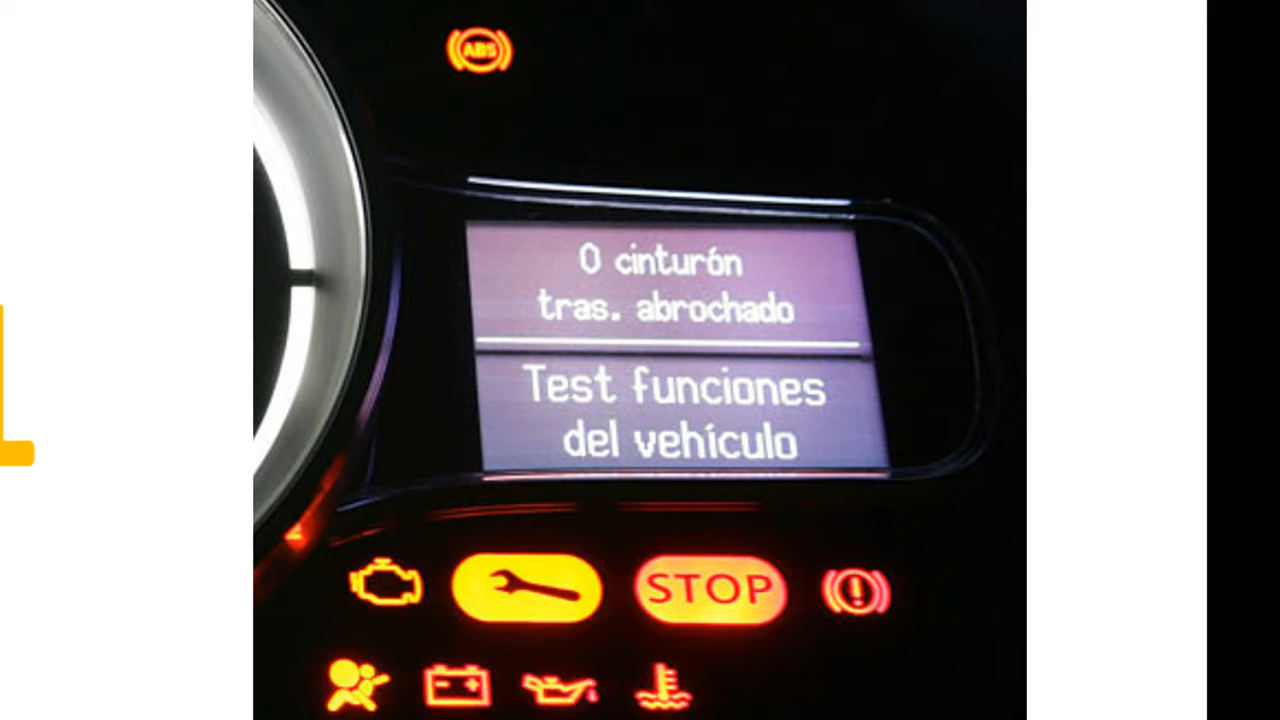 ABS
0 cinturón
tras. abrochado
Test funciones
del vehículo
STOP